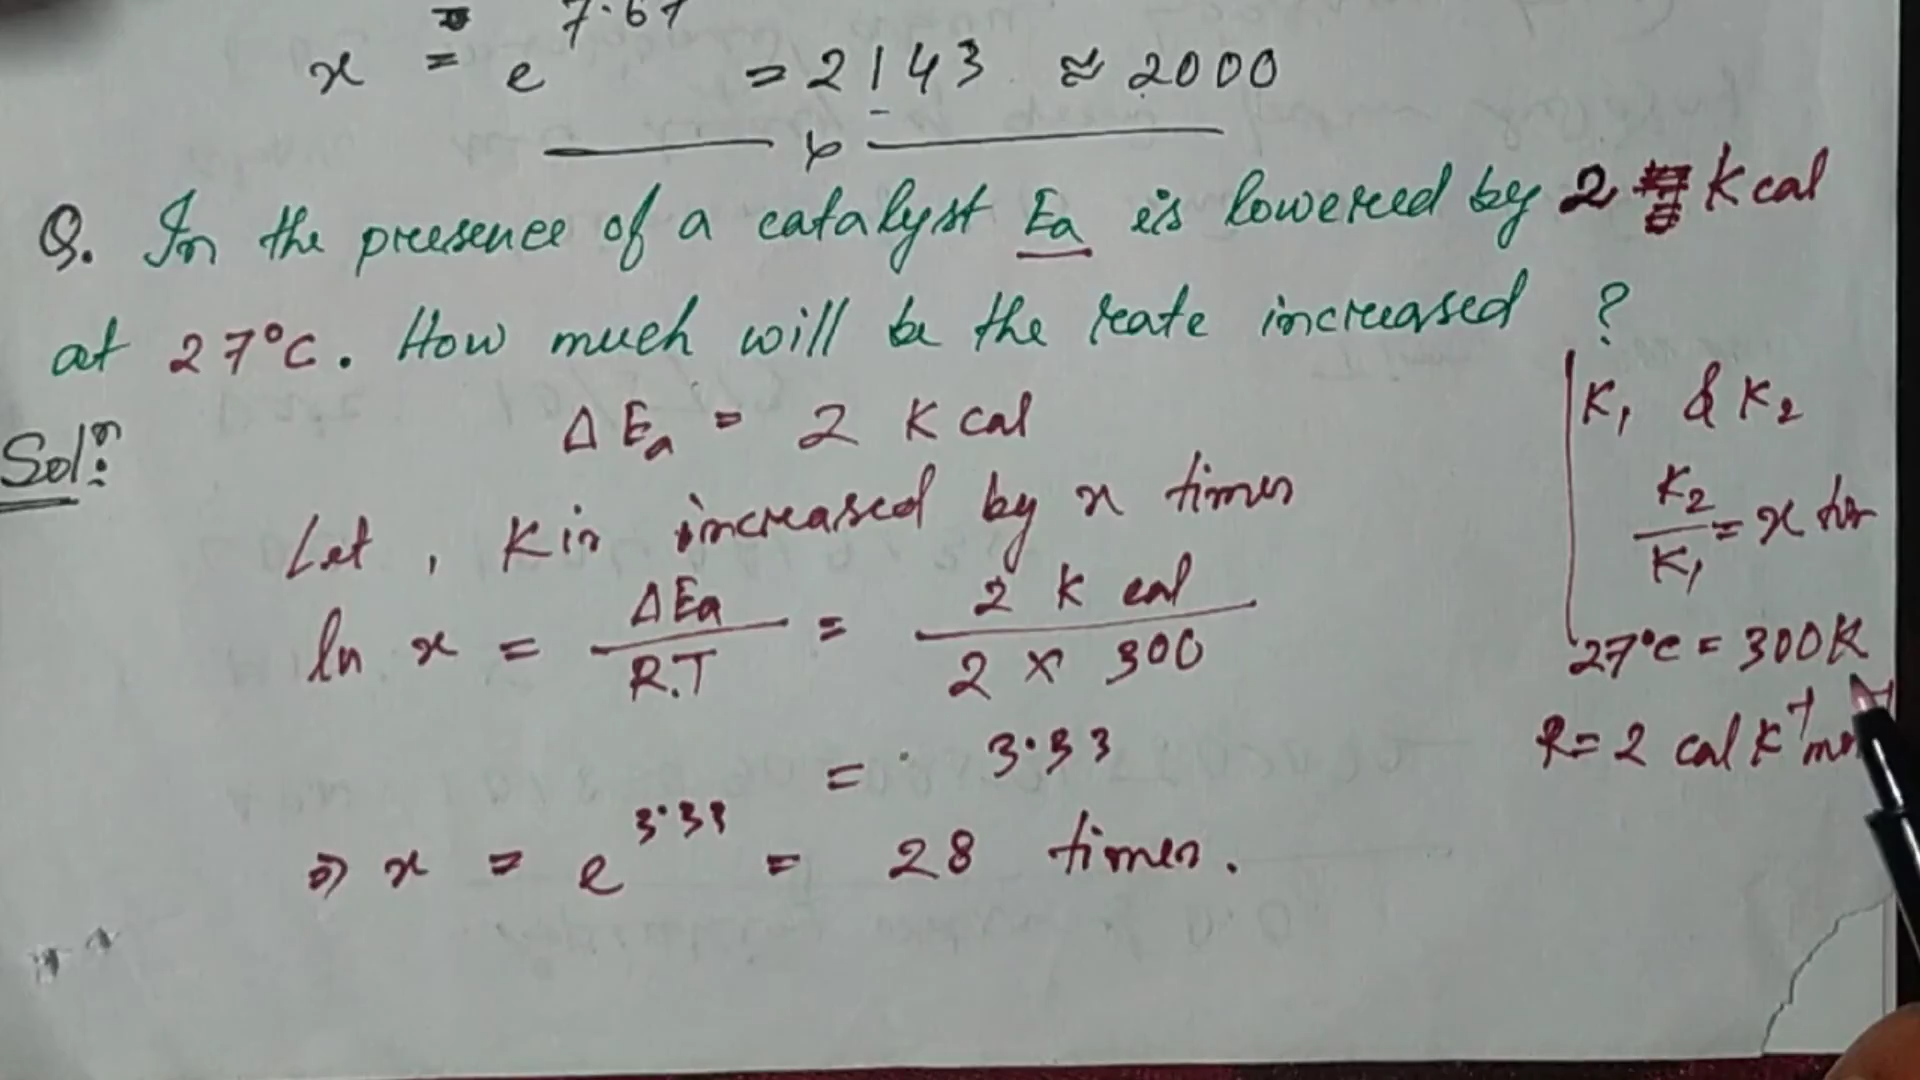 x = e^7.67 = 2143 ≈ 2000
Q. In the presence of a catalyst Ea is lowered by 2 Kcal
at 27°C. How much will be the rate increased ?
Sol:n ΔEa = 2 K cal
Let, K is increased by x times
ln x = ΔEa / R.T = 2 K cal / 2 × 300
= 3.33
⇒ x = e^3.33 = 28 times.
K1 & K2
K2 / K1 = x
27°C = 300K
R = 2 cal K^-1